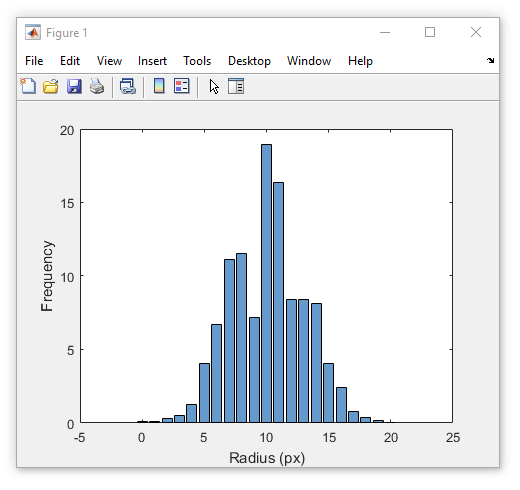 Figure 1
File Edit View Insert Tools Desktop Window Help
20
15
10
5
0
Frequency
-5 0 5 10 15 20 25
Radius (px)